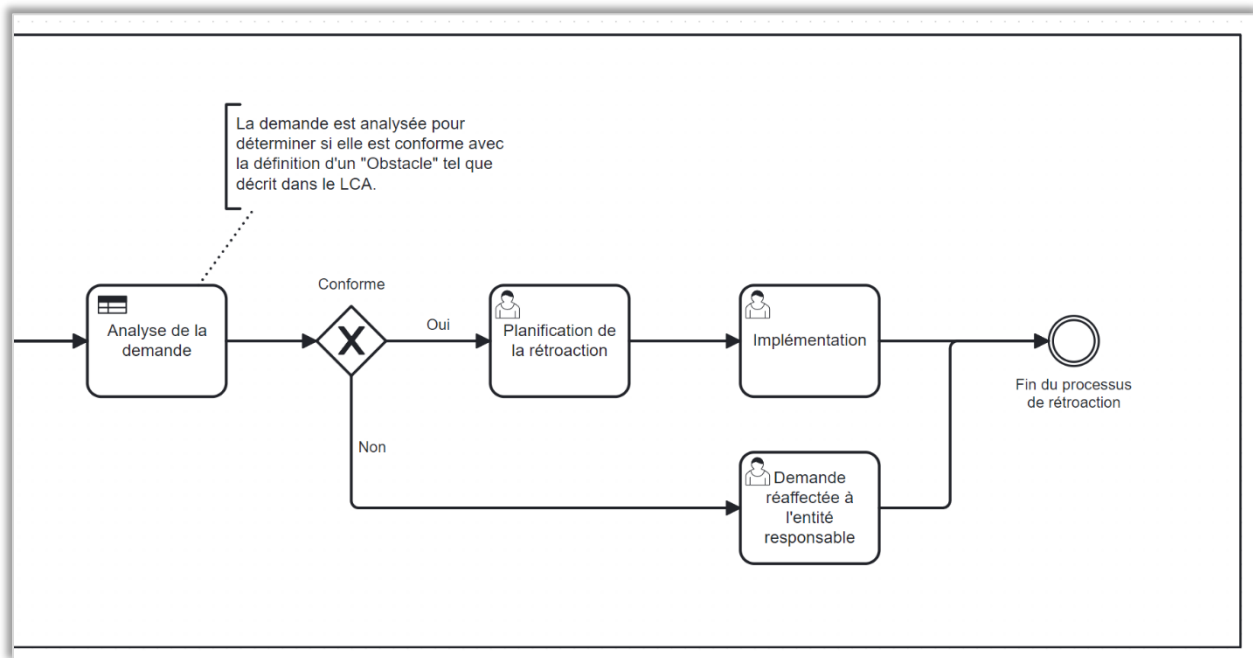 La demande est analysée pour
déterminer si elle est conforme avec
la définition d'un "Obstacle" tel que
décrit dans le LCA.
Analyse de la
demande
Conforme
Oui
Non
Planification de
la rétroaction
Implémentation
Demande
réaffectée à
l'entité
responsable
Fin du processus
de rétroaction